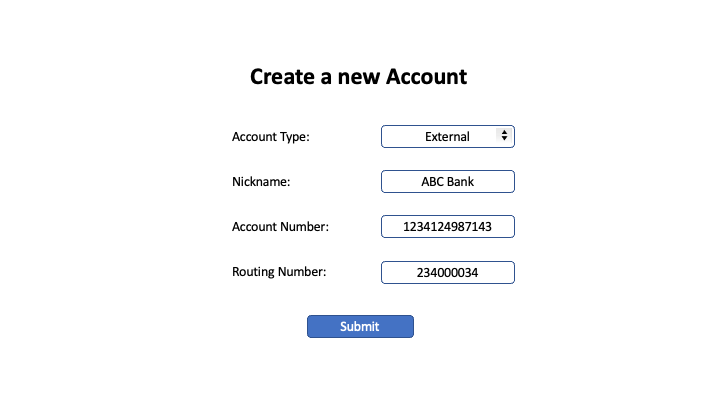 Create a new Account
Account Type: External
Nickname: ABC Bank
Account Number: 1234124987143
Routing Number: 234000034
Submit